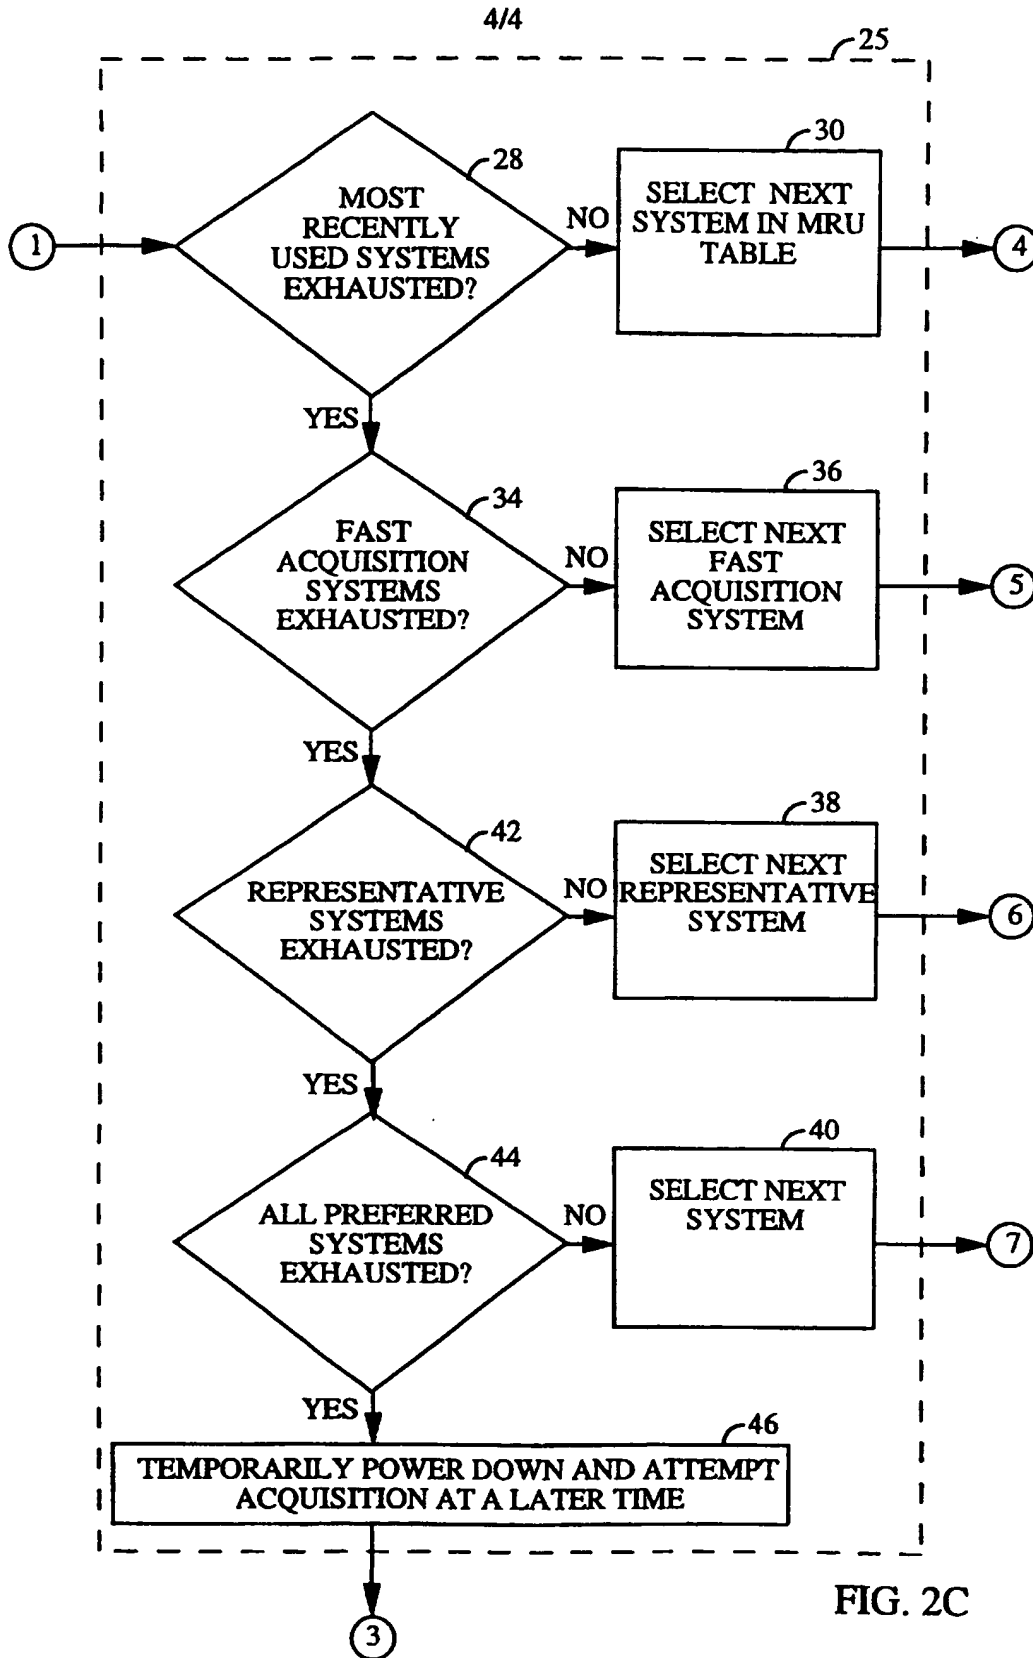 4/4
25
28
MOST
RECENTLY
USED SYSTEMS
EXHAUSTED?
1
NO
30
SELECT NEXT
SYSTEM IN MRU
TABLE
4
YES
34
FAST
ACQUISITION
SYSTEMS
EXHAUSTED?
NO
36
SELECT NEXT
FAST
ACQUISITION
SYSTEM
5
YES
42
REPRESENTATIVE
SYSTEMS
EXHAUSTED?
NO
38
SELECT NEXT
REPRESENTATIVE
SYSTEM
6
YES
44
ALL PREFERRED
SYSTEMS
EXHAUSTED?
NO
40
SELECT NEXT
SYSTEM
7
YES
46
TEMPORARILY POWER DOWN AND ATTEMPT
ACQUISITION AT A LATER TIME
3
FIG. 2C